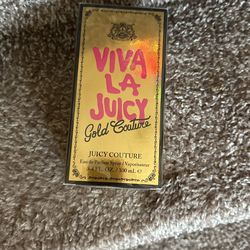 VIVA
LA
JUICY
Gold Couture
JUICY COUTURE
Eau de Parfum Spray / Vaporisateur
3.4 FL. OZ. / 100 mL e